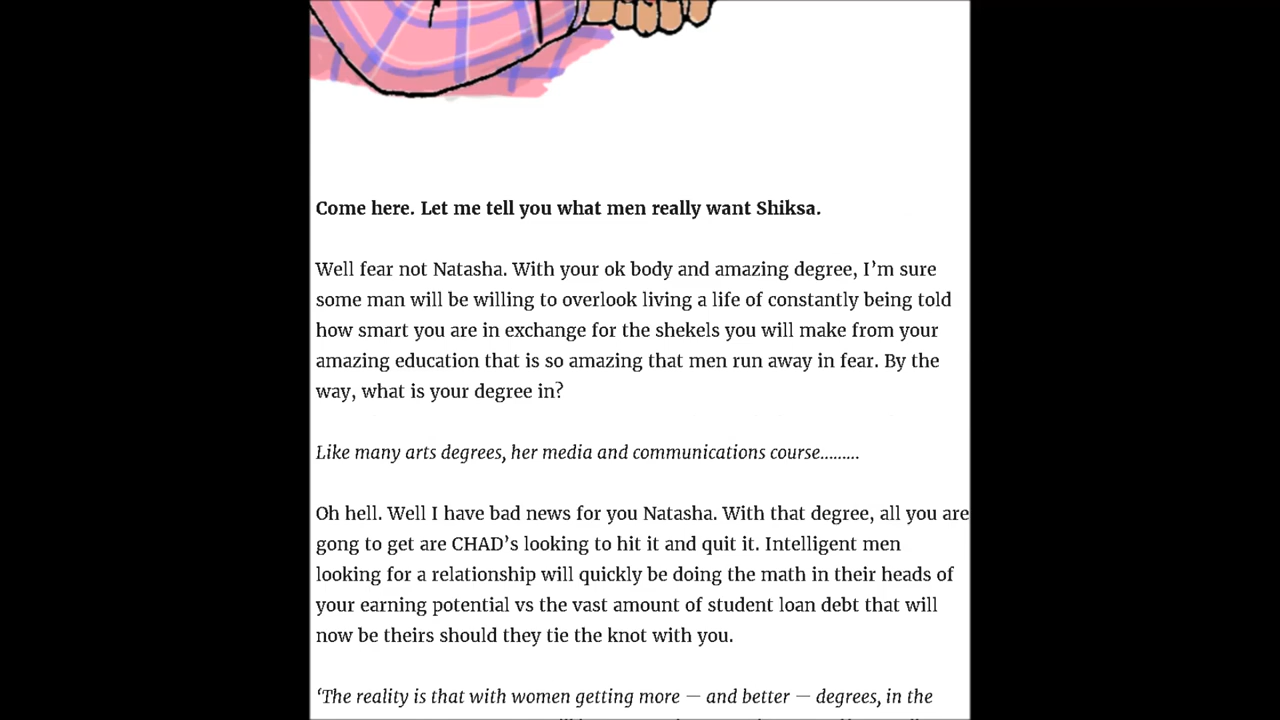 Come here. Let me tell you what men really want Shiksa.
Well fear not Natasha. With your ok body and amazing degree, I’m sure
some man will be willing to overlook living a life of constantly being told
how smart you are in exchange for the shekels you will make from your
amazing education that is so amazing that men run away in fear. By the
way, what is your degree in?
Like many arts degrees, her media and communications course.........
Oh hell. Well I have bad news for you Natasha. With that degree, all you are
gong to get are CHAD’s looking to hit it and quit it. Intelligent men
looking for a relationship will quickly be doing the math in their heads of
your earning potential vs the vast amount of student loan debt that will
now be theirs should they tie the knot with you.
‘The reality is that with women getting more — and better — degrees, in the